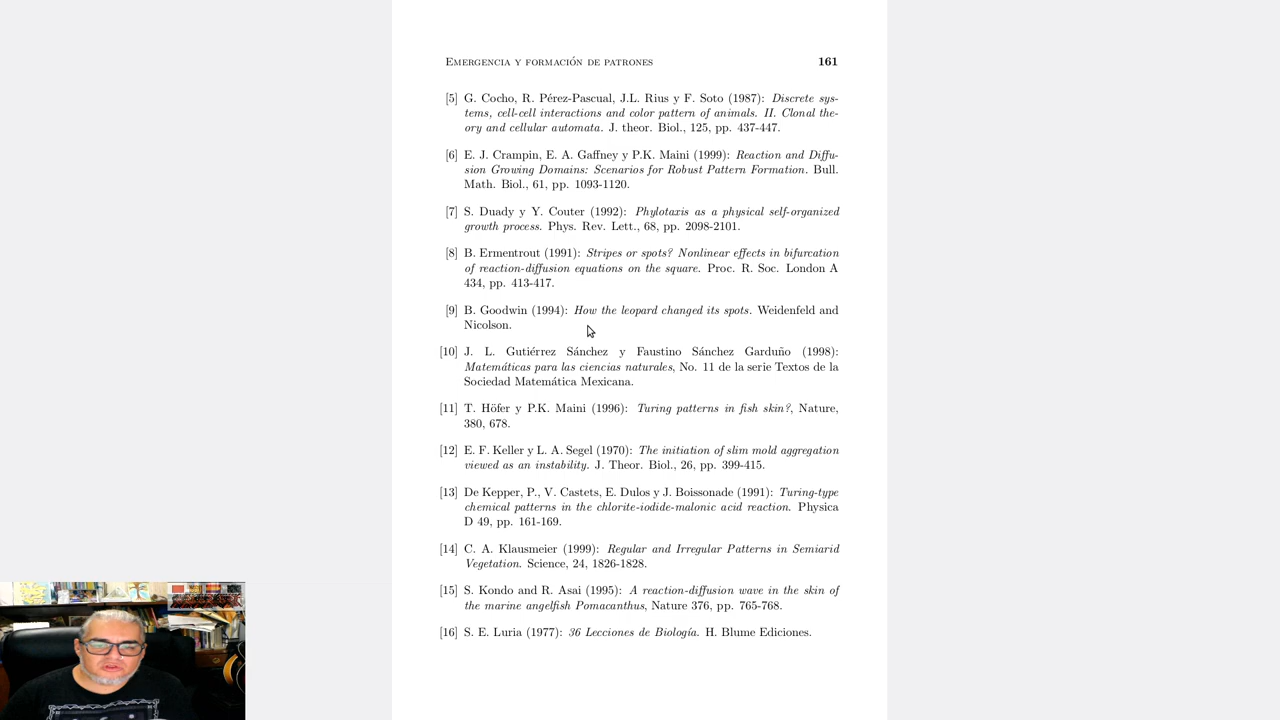 Emergencia y formación de patrones 161
[5] G. Cocho, R. Pérez-Pascual, J.L. Rius y F. Soto (1987): Discrete sys-
tems, cell-cell interactions and color pattern of animals. II. Clonal the-
ory and cellular automata. J. theor. Biol., 125, pp. 437-447.
[6] E. J. Crampin, E. A. Gaffney y P.K. Maini (1999): Reaction and Diffu-
sion Growing Domains: Scenarios for Robust Pattern Formation. Bull.
Math. Biol., 61, pp. 1093-1120.
[7] S. Duady y Y. Couter (1992): Phylotaxis as a physical self-organized
growth process. Phys. Rev. Lett., 68, pp. 2098-2101.
[8] B. Ermentrout (1991): Stripes or spots? Nonlinear effects in bifurcation
of reaction-diffusion equations on the square. Proc. R. Soc. London A
434, pp. 413-417.
[9] B. Goodwin (1994): How the leopard changed its spots. Weidenfeld and
Nicolson.
[10] J. L. Gutiérrez Sánchez y Faustino Sánchez Garduño (1998):
Matemáticas para las ciencias naturales, No. 11 de la serie Textos de la
Sociedad Matemática Mexicana.
[11] T. Höfer y P.K. Maini (1996): Turing patterns in fish skin?, Nature,
380, 678.
[12] E. F. Keller y L. A. Segel (1970): The initiation of slim mold aggregation
viewed as an instability. J. Theor. Biol., 26, pp. 399-415.
[13] De Kepper, P., V. Castets, E. Dulos y J. Boissonade (1991): Turing-type
chemical patterns in the chlorite-iodide-malonic acid reaction. Physica
D 49, pp. 161-169.
[14] C. A. Klausmeier (1999): Regular and Irregular Patterns in Semiarid
Vegetation. Science, 24, 1826-1828.
[15] S. Kondo and R. Asai (1995): A reaction-diffusion wave in the skin of
the marine angelfish Pomacanthus, Nature 376, pp. 765-768.
[16] S. E. Luria (1977): 36 Lecciones de Biología. H. Blume Ediciones.